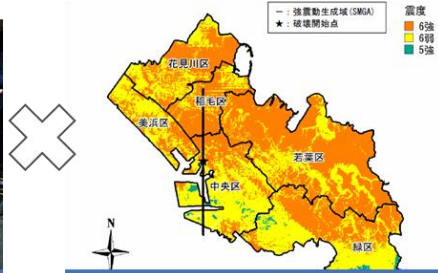 －：強震動生成域(SMGA)
★：破壊開始点
震度
6強
6弱
5強
花見川区
稲毛区
美浜区
若葉区
中央区
緑区
N